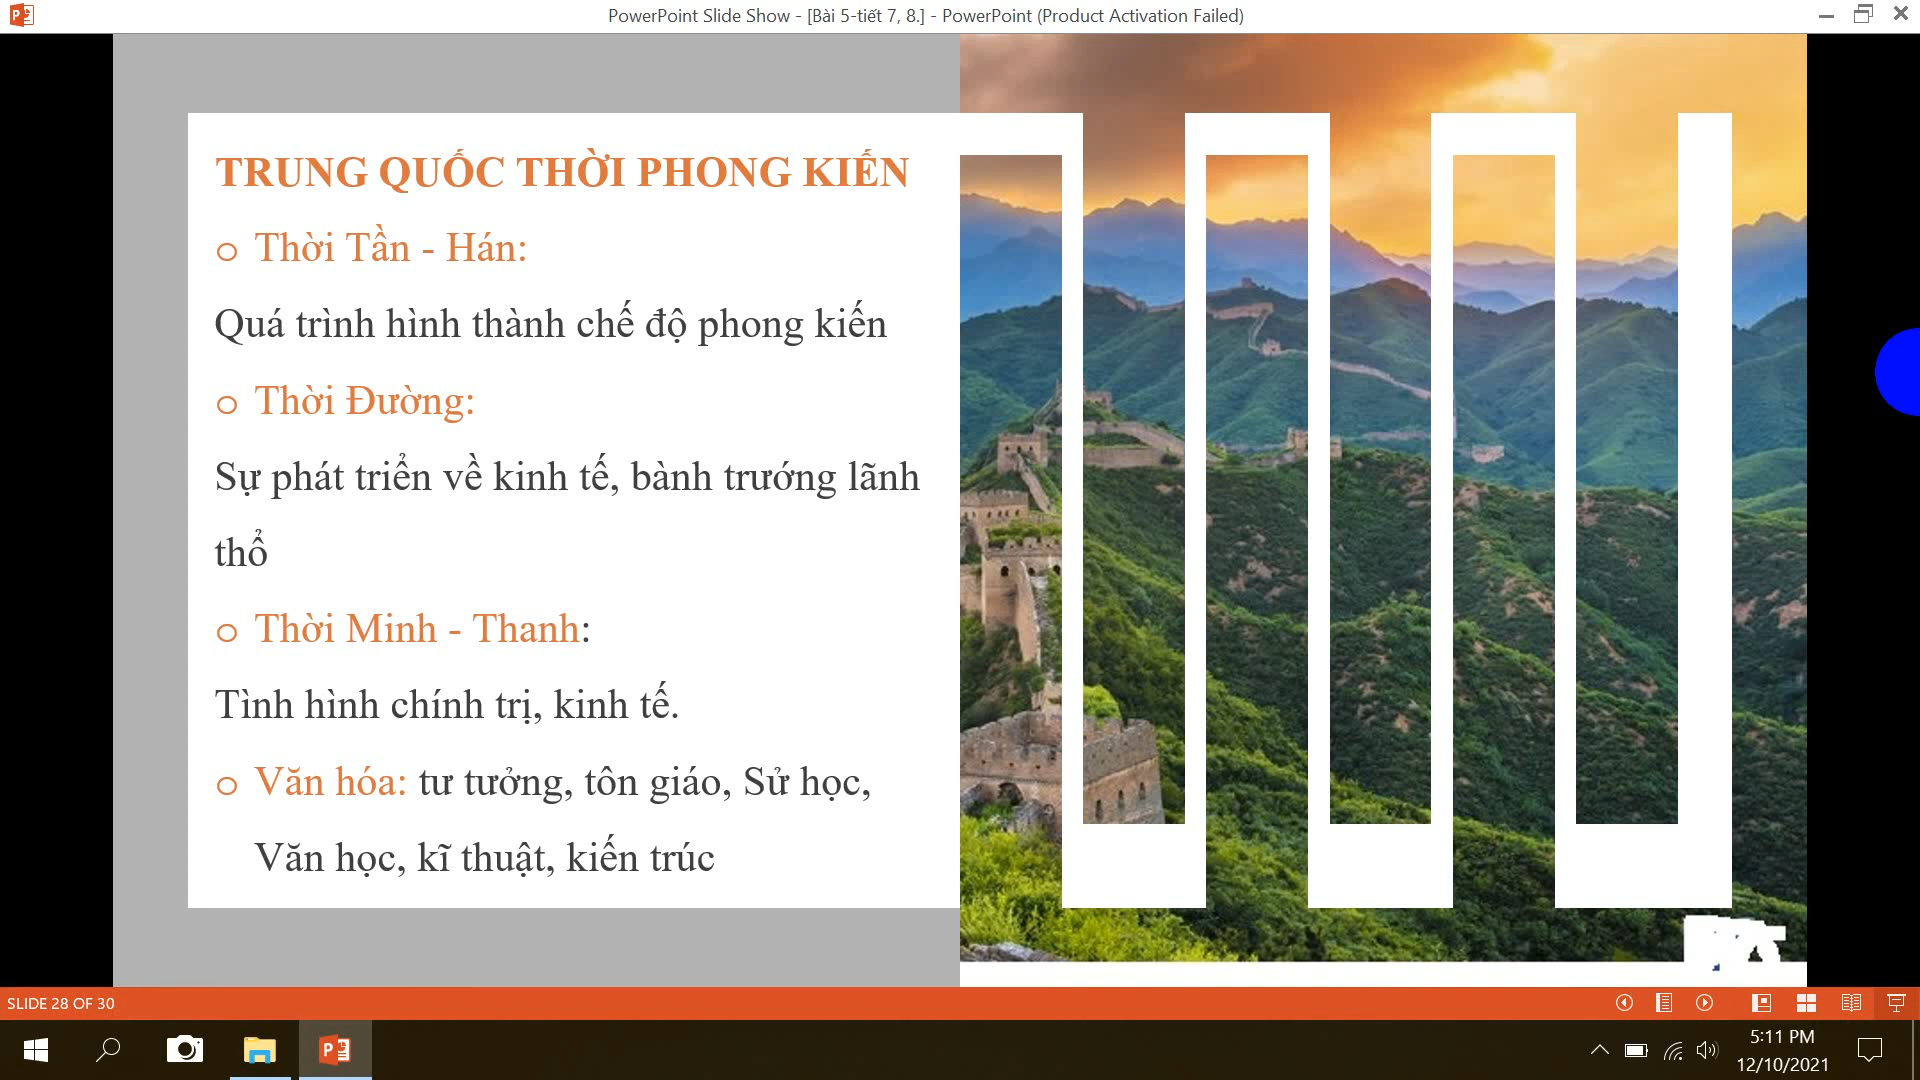 PowerPoint Slide Show - [Bài 5-tiết 7, 8.] - PowerPoint (Product Activation Failed)
TRUNG QUỐC THỜI PHONG KIẾN
o Thời Tần - Hán:
Quá trình hình thành chế độ phong kiến
o Thời Đường:
Sự phát triển về kinh tế, bành trướng lãnh
thổ
o Thời Minh - Thanh:
Tình hình chính trị, kinh tế.
o Văn hóa: tư tưởng, tôn giáo, Sử học,
Văn học, kĩ thuật, kiến trúc
SLIDE 28 OF 30
5:11 PM
12/10/2021